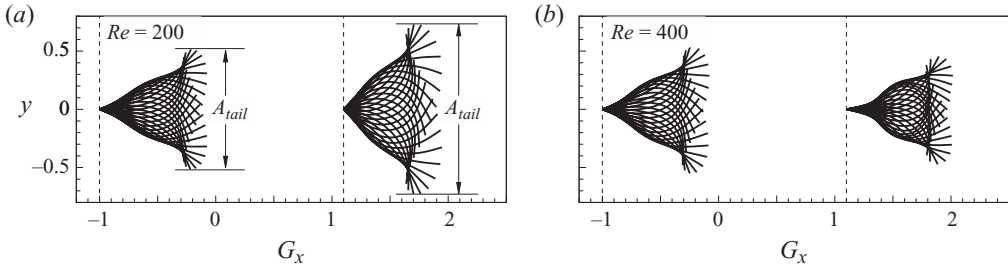 (a)
(b)
Re = 200
Re = 400
0.5
A_tail
A_tail
y
0
−0.5
−1
0
1
2
−1
0
1
2
G_x
G_x